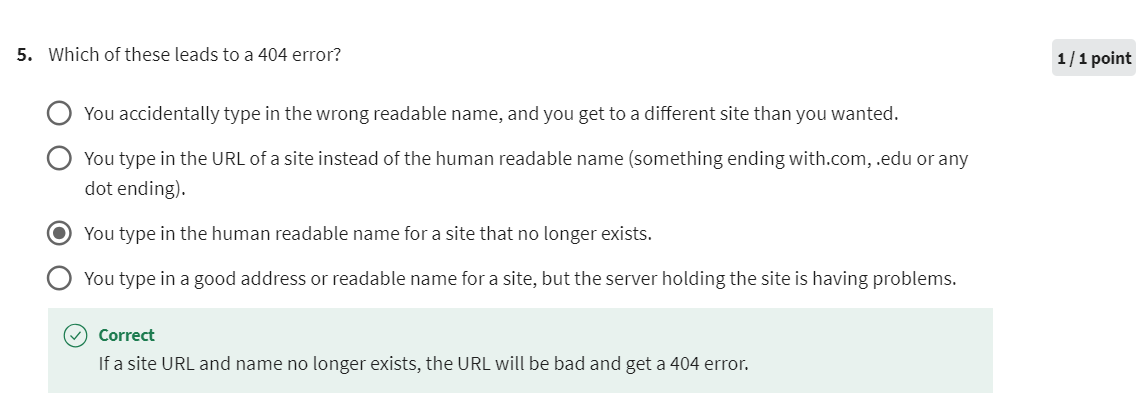 5. Which of these leads to a 404 error?
1 / 1 point
You accidentally type in the wrong readable name, and you get to a different site than you wanted.
You type in the URL of a site instead of the human readable name (something ending with.com, .edu or any
dot ending).
You type in the human readable name for a site that no longer exists.
You type in a good address or readable name for a site, but the server holding the site is having problems.
Correct
If a site URL and name no longer exists, the URL will be bad and get a 404 error.